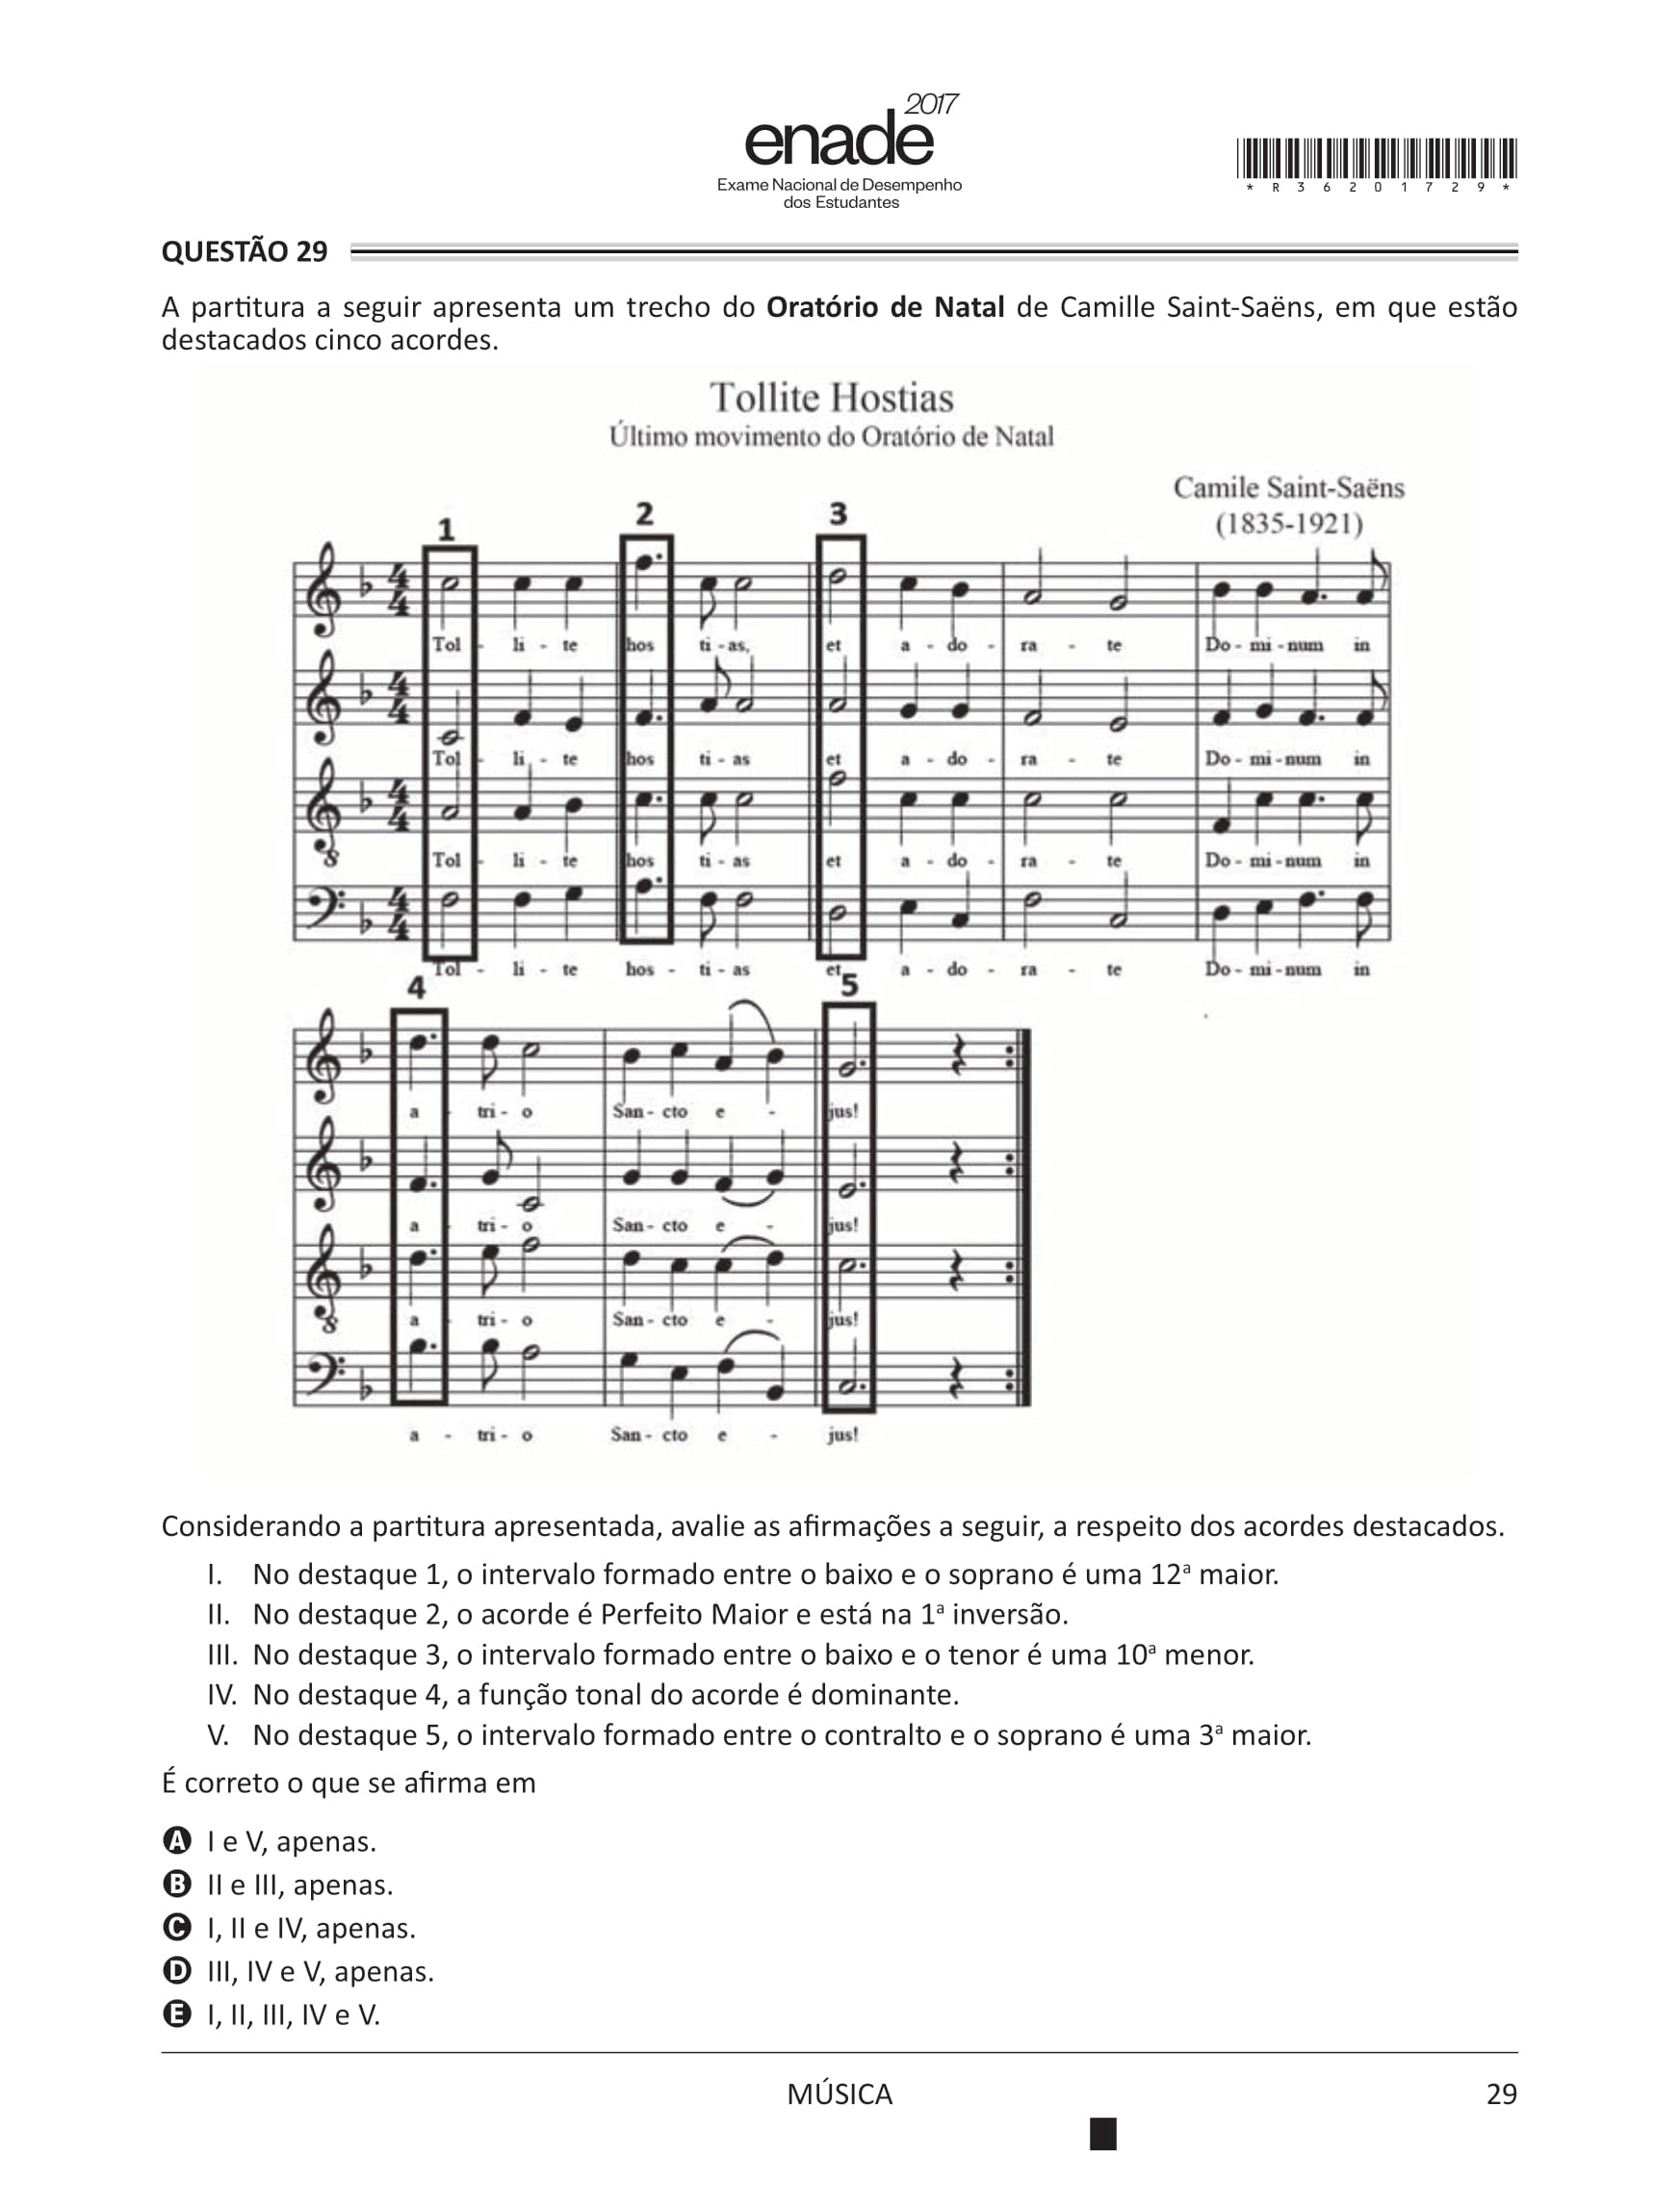 2017
enade
Exame Nacional de Desempenho
dos Estudantes
* R 3 6 2 0 1 7 2 9 *
QUESTÃO 29
A partitura a seguir apresenta um trecho do Oratório de Natal de Camille Saint-Saëns, em que estão
destacados cinco acordes.
Tollite Hostias
Último movimento do Oratório de Natal
Camile Saint-Saëns
(1835-1921)
1 2 3
Tol - li - te hos ti - as, et a - do - ra - te Do - mi - num in
Tol - li - te hos ti - as et a - do - ra - te Do - mi - num in
8 Tol - li - te hos ti - as et a - do - ra - te Do - mi - num in
Tol - li - te hos - ti - as et a - do - ra - te Do - mi - num in
4 5
a - tri - o San - cto e - jus!
a - tri - o San - cto e - jus!
8 a - tri - o San - cto e - jus!
a - tri - o San - cto e - jus!
Considerando a partitura apresentada, avalie as afirmações a seguir, a respeito dos acordes destacados.
I. No destaque 1, o intervalo formado entre o baixo e o soprano é uma 12ª maior.
II. No destaque 2, o acorde é Perfeito Maior e está na 1ª inversão.
III. No destaque 3, o intervalo formado entre o baixo e o tenor é uma 10ª menor.
IV. No destaque 4, a função tonal do acorde é dominante.
V. No destaque 5, o intervalo formado entre o contralto e o soprano é uma 3ª maior.
É correto o que se afirma em
A I e V, apenas.
B II e III, apenas.
C I, II e IV, apenas.
D III, IV e V, apenas.
E I, II, III, IV e V.
MÚSICA
29